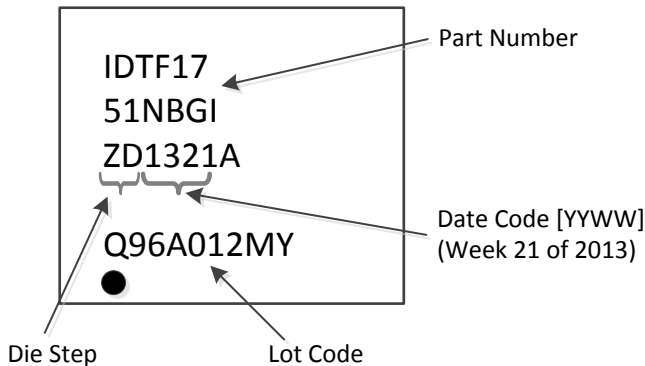 IDTF17
51NBGI
ZD1321A
Q96A012MY
Part Number
Date Code [YYWW]
(Week 21 of 2013)
Die Step
Lot Code